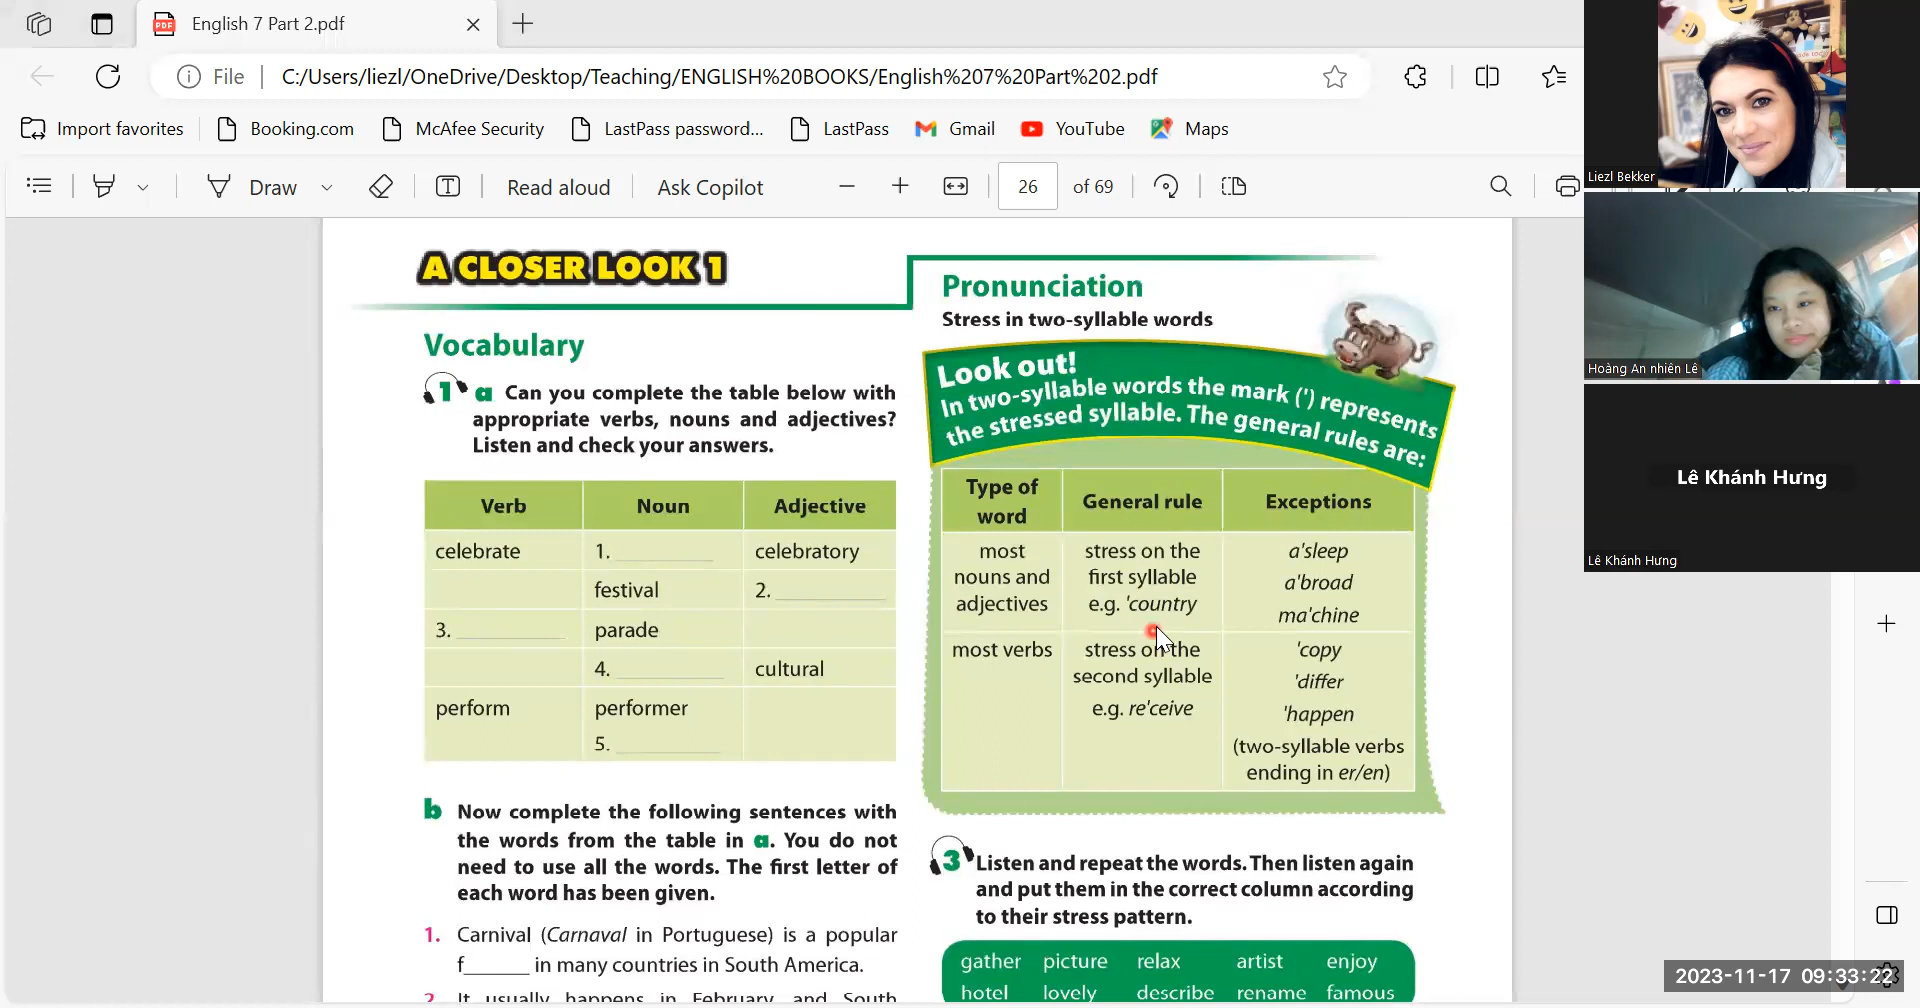 English 7 Part 2.pdf
File
C:/Users/liezl/OneDrive/Desktop/Teaching/ENGLISH%20BOOKS/English%207%20Part%202.pdf
Import favorites
Booking.com
McAfee Security
LastPass password...
LastPass
Gmail
YouTube
Maps
Draw
Read aloud
Ask Copilot
26
of 69
A CLOSER LOOK 1
Vocabulary
1 a Can you complete the table below with
appropriate verbs, nouns and adjectives?
Listen and check your answers.
Verb Noun Adjective
celebrate 1. ________ celebratory
festival 2. ________
3. ________ parade
4. ________ cultural
perform performer
5. ________
b Now complete the following sentences with
the words from the table in a. You do not
need to use all the words. The first letter of
each word has been given.
1. Carnival (Carnaval in Portuguese) is a popular
f______ in many countries in South America.
2. It usually happens in February, and South
Pronunciation
Stress in two-syllable words
Look out!
In two-syllable words the mark (') represents
the stressed syllable. The general rules are:
Type of word General rule Exceptions
most nouns and adjectives
stress on the first syllable
e.g. 'country
a'sleep
a'broad
ma'chine
most verbs
stress on the second syllable
e.g. re'ceive
'copy
'differ
'happen
(two-syllable verbs
ending in er/en)
3 Listen and repeat the words. Then listen again
and put them in the correct column according
to their stress pattern.
gather picture relax artist enjoy
hotel lovely describe rename famous
Liezl Bekker
Hoàng An nhiên Lê
Lê Khánh Hưng
Lê Khánh Hưng
2023-11-17 09:33:22